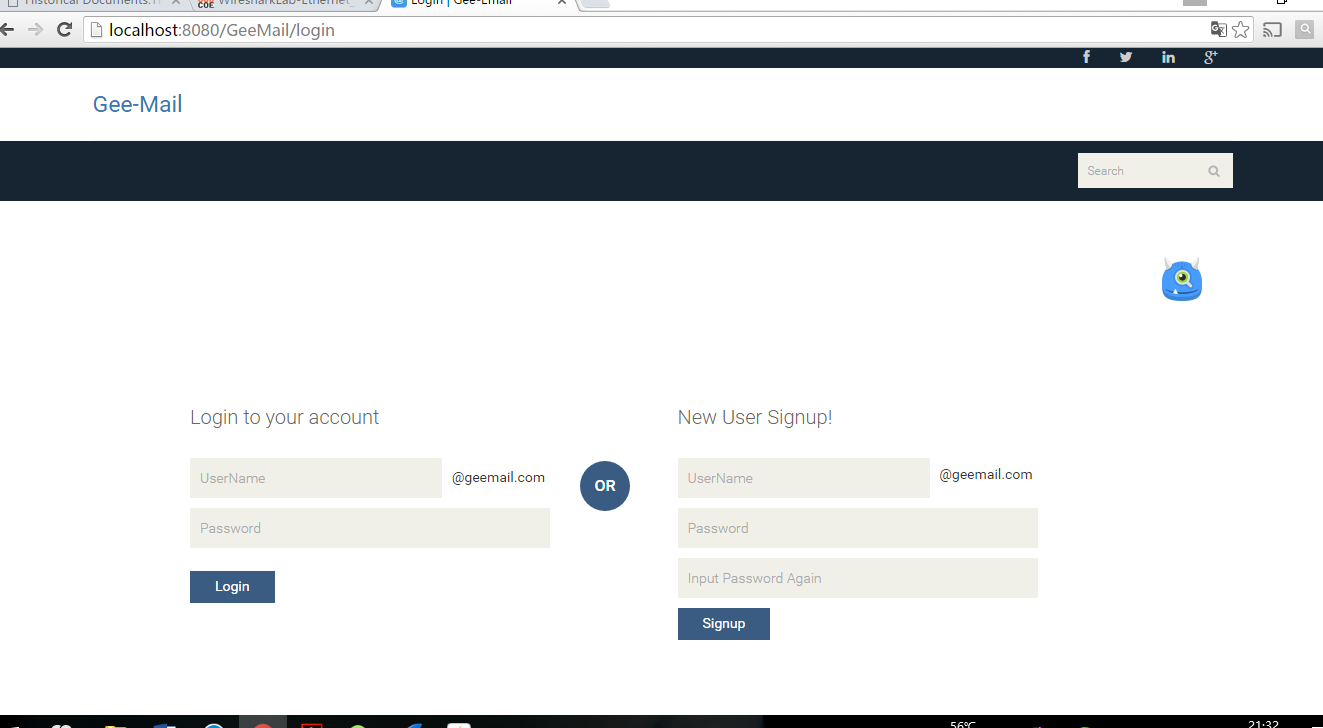 Historical Documents.
COE WiresharkLab-Ethernet_
Login | Gee-Email
localhost:8080/GeeMail/login
Gee-Mail
Search
Login to your account
New User Signup!
UserName @geemail.com
OR
UserName @geemail.com
Password
Password
Input Password Again
Login
Signup
56℃
21:32